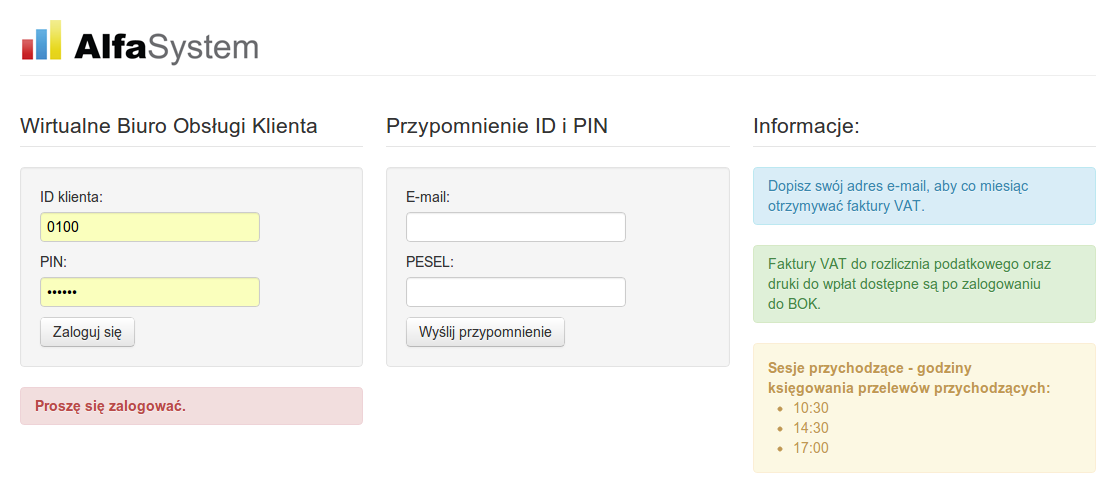 AlfaSystem
Wirtualne Biuro Obsługi Klienta
ID klienta:
0100
PIN:
••••••
Zaloguj się
Proszę się zalogować.
Przypomnienie ID i PIN
E-mail:
PESEL:
Wyślij przypomnienie
Informacje:
Dopisz swój adres e-mail, aby co miesiąc
otrzymywać faktury VAT.
Faktury VAT do rozlicznia podatkowego oraz
druki do wpłat dostępne są po zalogowaniu
do BOK.
Sesje przychodzące - godziny
księgowania przelewów przychodzących:
• 10:30
• 14:30
• 17:00